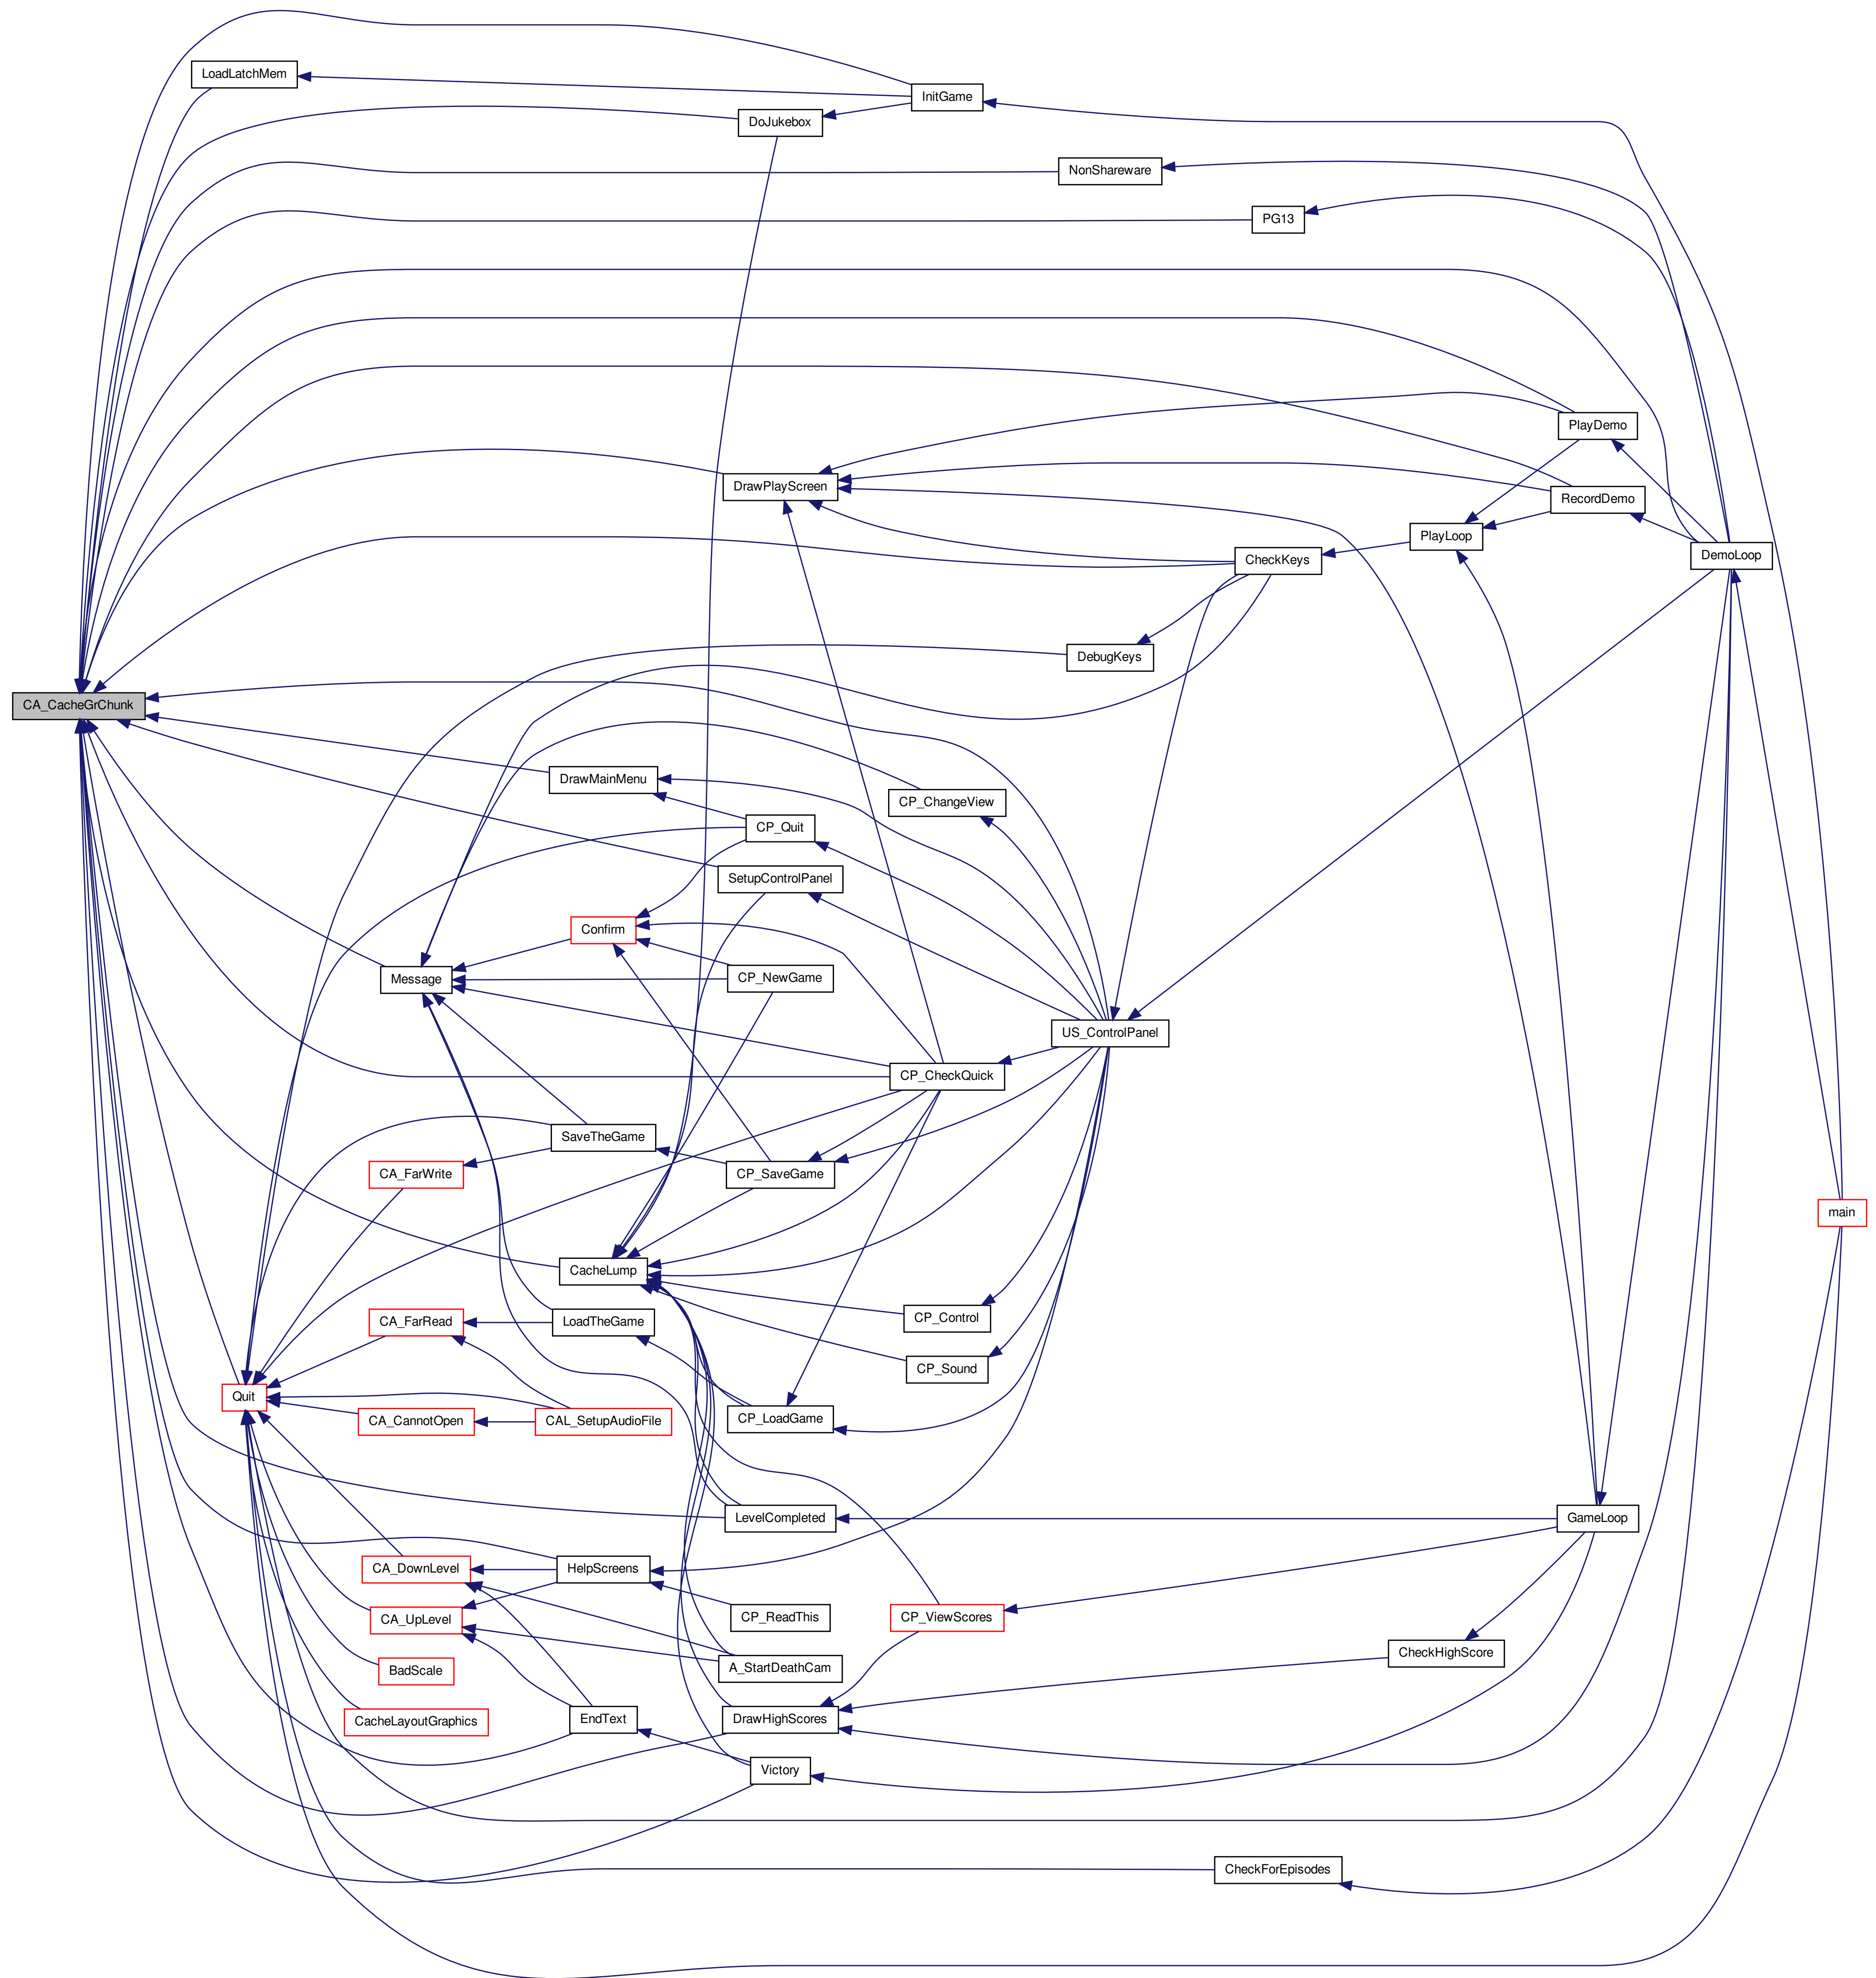 LoadLatchMem
InitGame
DoJukebox
NonShareware
PG13
PlayDemo
DrawPlayScreen
RecordDemo
PlayLoop
DemoLoop
CheckKeys
DebugKeys
CA_CacheGrChunk
DrawMainMenu
CP_ChangeView
CP_Quit
SetupControlPanel
Confirm
Message
CP_NewGame
US_ControlPanel
CP_CheckQuick
SaveTheGame
CA_FarWrite
CP_SaveGame
main
CacheLump
CP_Control
CA_FarRead
LoadTheGame
CP_Sound
Quit
CA_CannotOpen
CAL_SetupAudioFile
CP_LoadGame
LevelCompleted
GameLoop
CA_DownLevel
HelpScreens
CA_UpLevel
CP_ReadThis
CP_ViewScores
CheckHighScore
BadScale
A_StartDeathCam
CacheLayoutGraphics
EndText
DrawHighScores
Victory
CheckForEpisodes